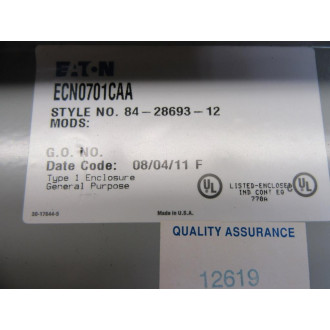 EATON
ECN0701CAA
STYLE NO. 84-28693-12
MODS:
G.O. NO.
Date Code: 08/04/11 F
Type 1 Enclosure
General Purpose
UL
LISTED-ENCLOSED
IND CONT EQ
UL
Made in U.S.A.
QUALITY ASSURANCE
12619